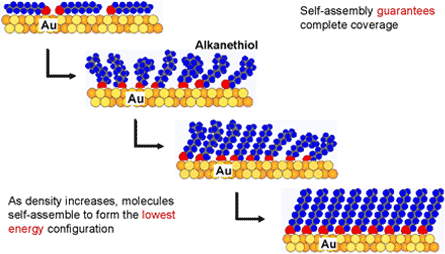 Self-assembly guarantees
complete coverage
Au
Alkanethiol
Au
Au
As density increases, molecules
self-assemble to form the lowest
energy configuration
Au